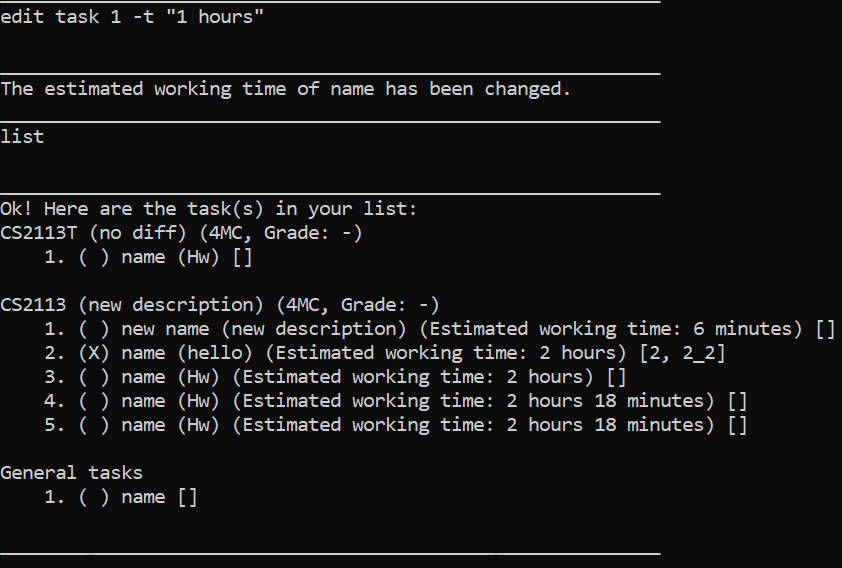 edit task 1 -t "1 hours"
The estimated working time of name has been changed.
list
Ok! Here are the task(s) in your list:
CS2113T (no diff) (4MC, Grade: -)
1. ( ) name (Hw) []
CS2113 (new description) (4MC, Grade: -)
1. ( ) new name (new description) (Estimated working time: 6 minutes) []
2. (X) name (hello) (Estimated working time: 2 hours) [2, 2_2]
3. ( ) name (Hw) (Estimated working time: 2 hours) []
4. ( ) name (Hw) (Estimated working time: 2 hours 18 minutes) []
5. ( ) name (Hw) (Estimated working time: 2 hours 18 minutes) []
General tasks
1. ( ) name []